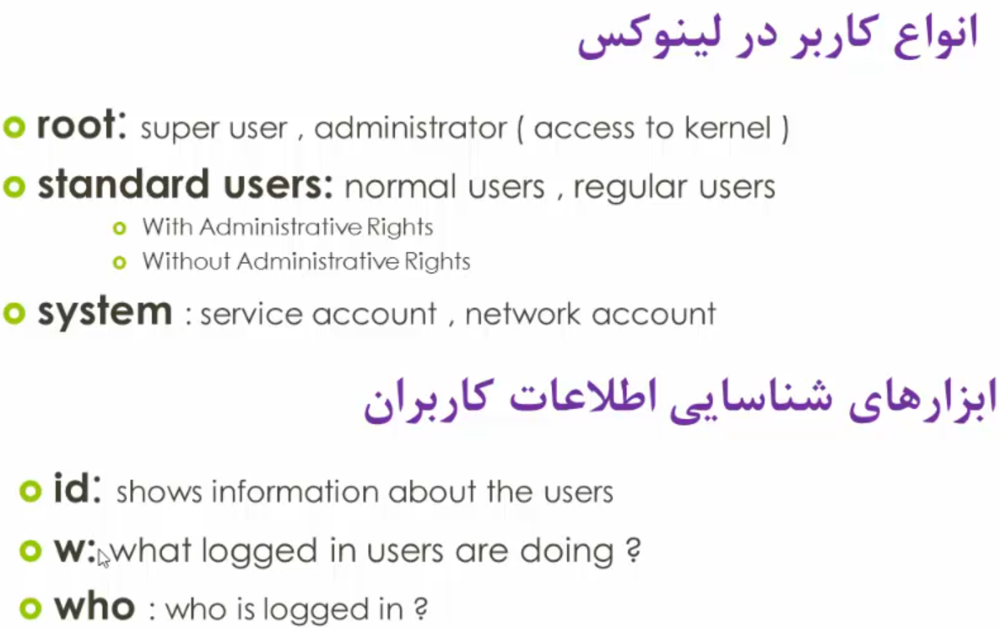 انواع کاربر در لینوکس
root: super user , administrator ( access to kernel )
standard users: normal users , regular users
With Administrative Rights
Without Administrative Rights
system : service account , network account
ابزارهای شناسایی اطلاعات کاربران
id: shows information about the users
w: what logged in users are doing ?
who : who is logged in ?